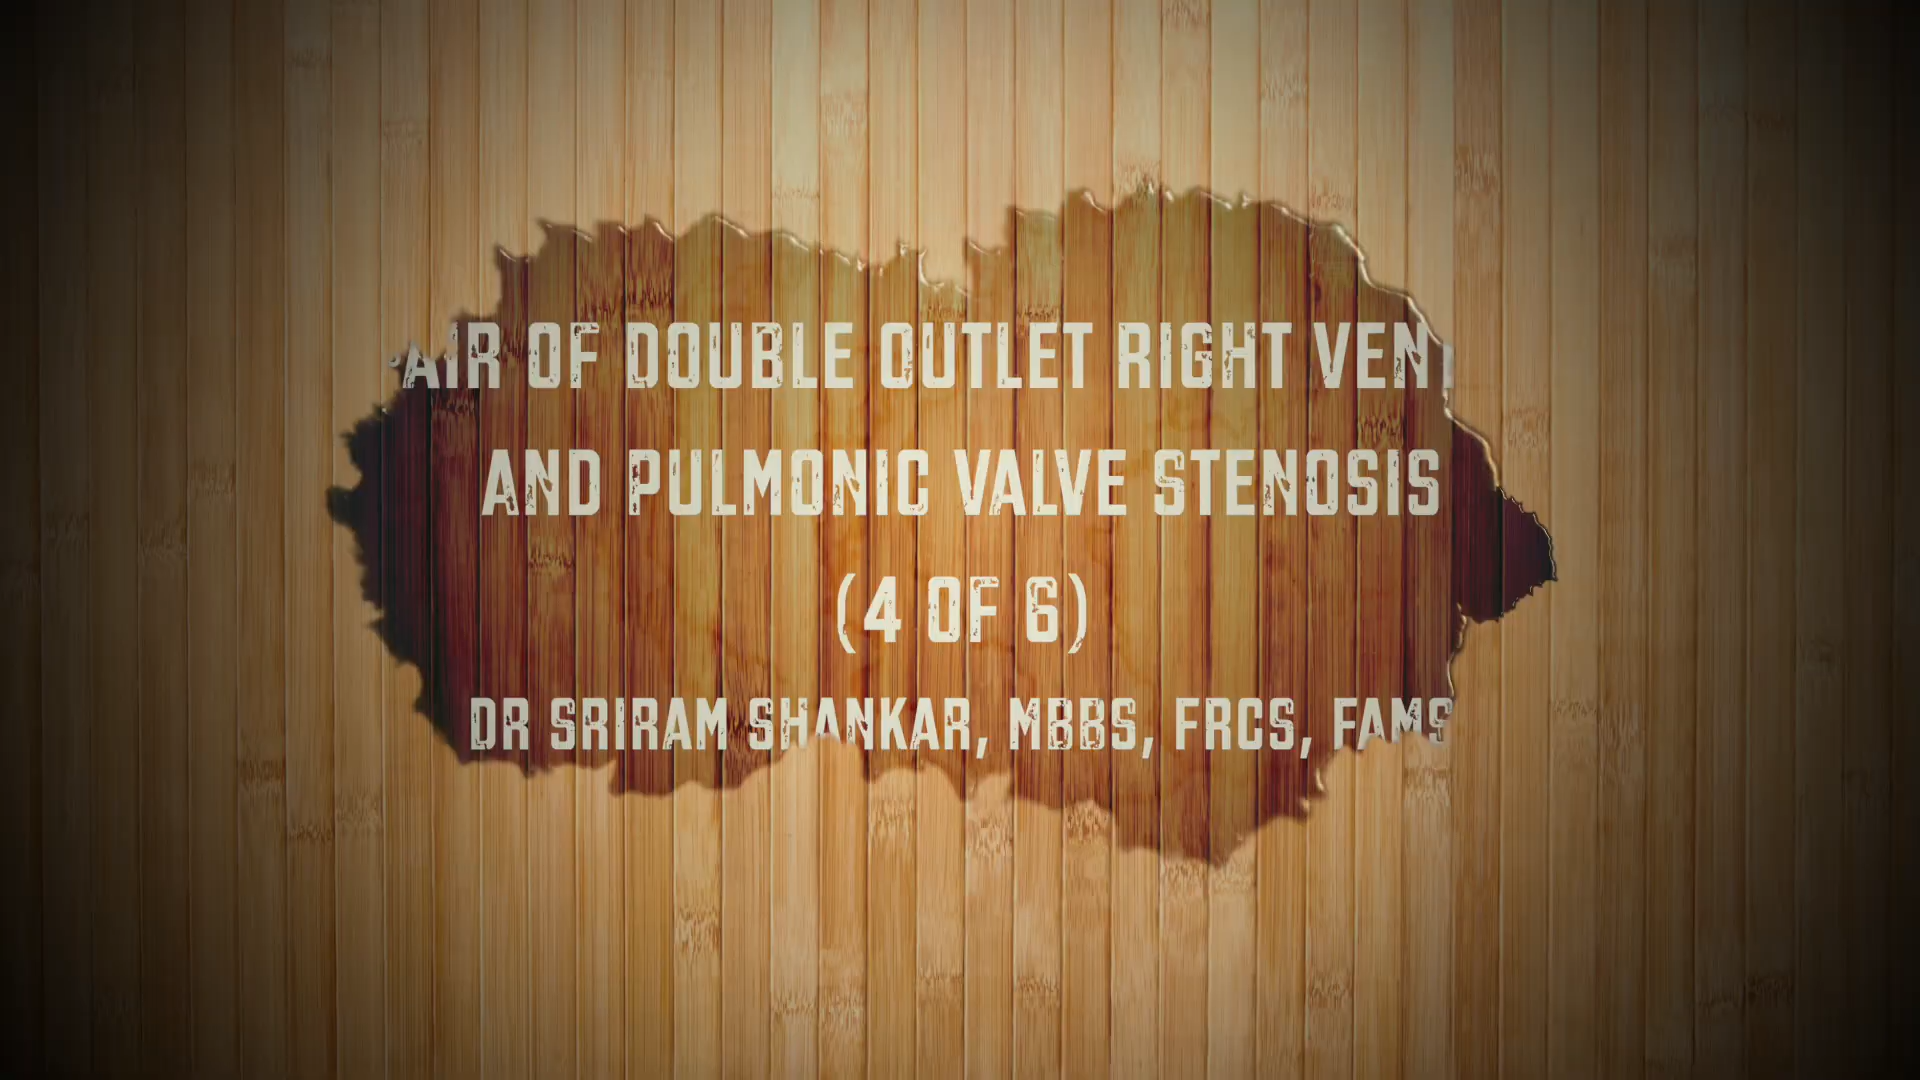 AIR OF DOUBLE OUTLET RIGHT VEN
AND PULMONIC VALVE STENOSIS
(4 OF 6)
DR SRIRAM SHANKAR, MBBS, FRCS, FAMS